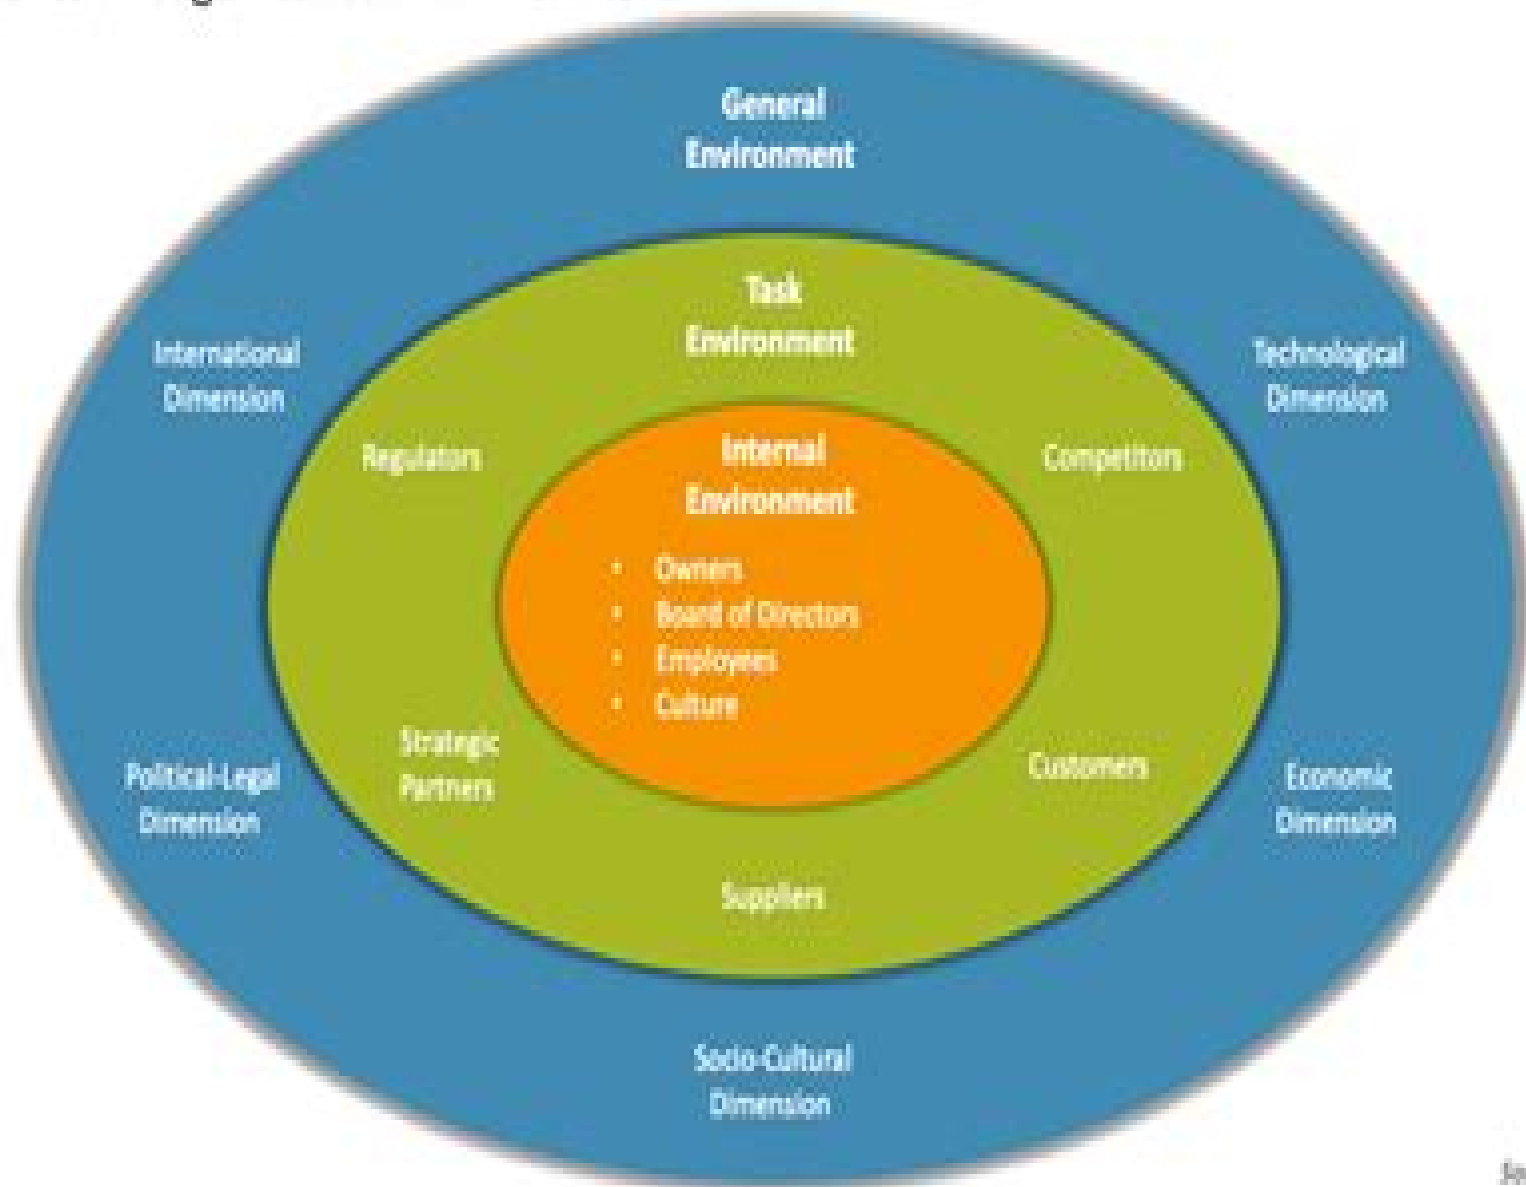 General
Environment
Task
Environment
International
Dimension
Technological
Dimension
Regulators
Competitors
Internal
Environment
• Owners
• Board of Directors
• Employees
• Culture
Strategic
Partners
Customers
Political-Legal
Dimension
Economic
Dimension
Suppliers
Socio-Cultural
Dimension